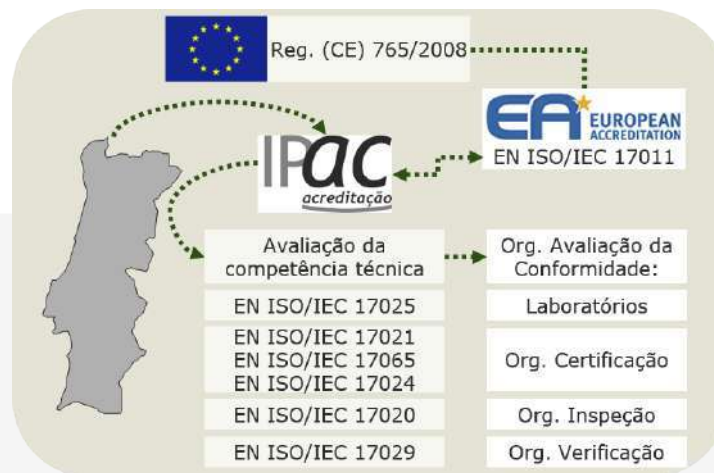 Reg. (CE) 765/2008
EA EUROPEAN
ACCREDITATION
EN ISO/IEC 17011
IPac
acreditação
Avaliação da
competência técnica
Org. Avaliação da
Conformidade:
EN ISO/IEC 17025
Laboratórios
EN ISO/IEC 17021
EN ISO/IEC 17065
EN ISO/IEC 17024
Org. Certificação
EN ISO/IEC 17020
Org. Inspeção
EN ISO/IEC 17029
Org. Verificação